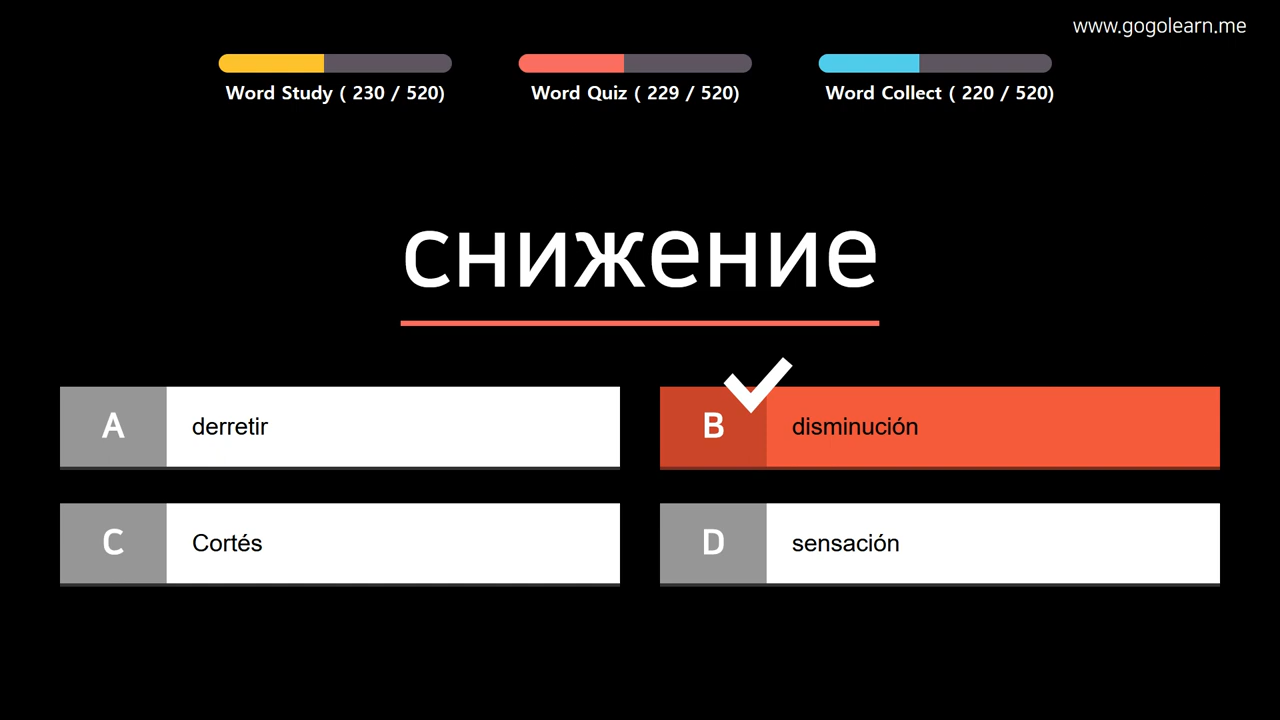 www.gogolearn.me
Word Study ( 230 / 520)
Word Quiz ( 229 / 520)
Word Collect ( 220 / 520)
снижение
A
derretir
B
disminución
C
Cortés
D
sensación